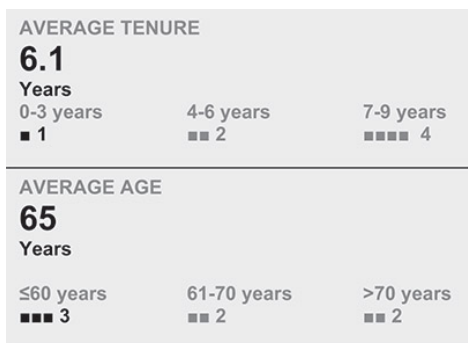 AVERAGE TENURE
6.1
Years
0-3 years 4-6 years 7-9 years
■ 1 ■■ 2 ■■■■ 4
AVERAGE AGE
65
Years
≤60 years 61-70 years >70 years
■■■ 3 ■■ 2 ■■ 2